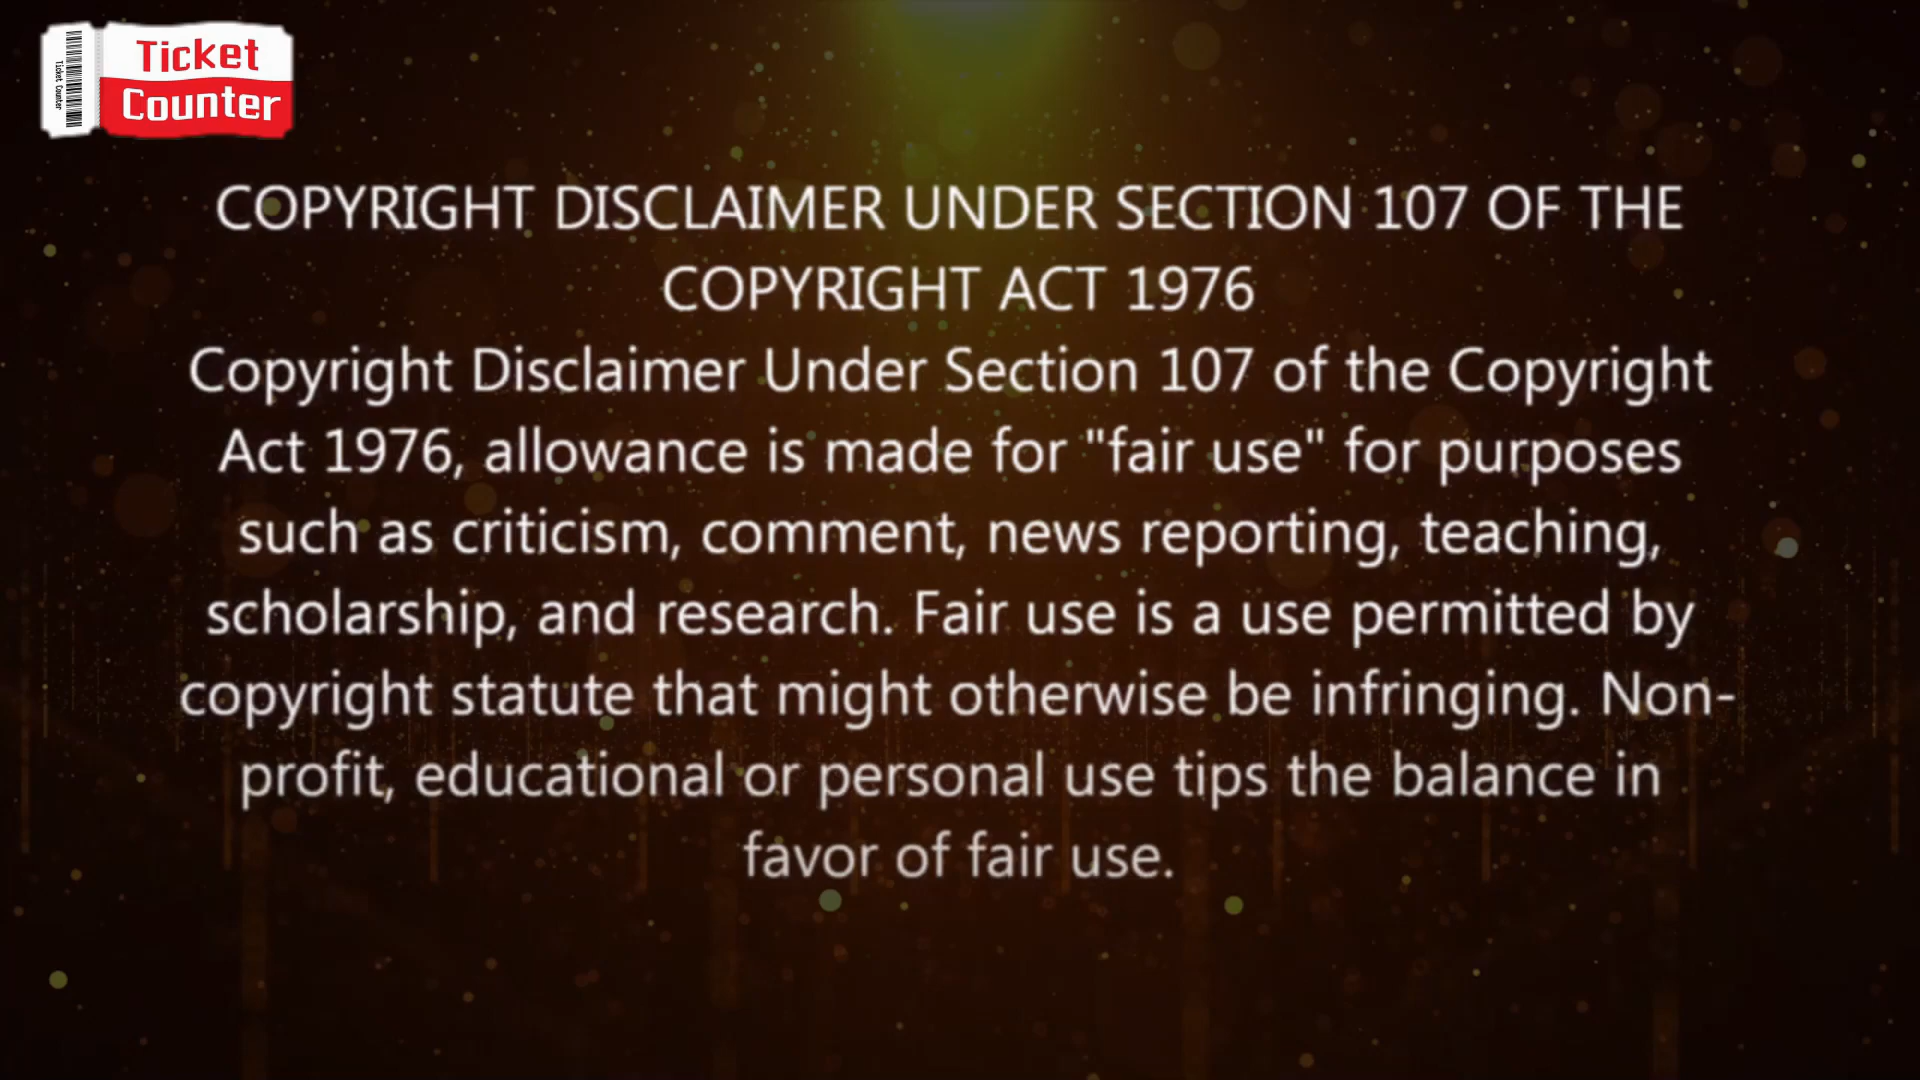 Ticket
Counter
Ticket Counter
COPYRIGHT DISCLAIMER UNDER SECTION 107 OF THE
COPYRIGHT ACT 1976
Copyright Disclaimer Under Section 107 of the Copyright
Act 1976, allowance is made for "fair use" for purposes
such as criticism, comment, news reporting, teaching,
scholarship, and research. Fair use is a use permitted by
copyright statute that might otherwise be infringing. Non-
profit, educational or personal use tips the balance in
favor of fair use.